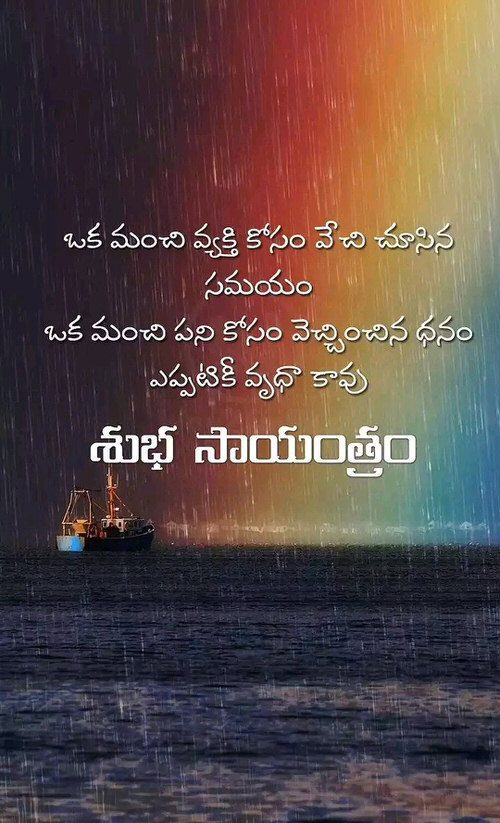 ఒక మంచి వ్యక్తి కోసం వేచి చూసిన
సమయం
ఒక మంచి పని కోసం వెచ్చించిన ధనం
ఎప్పటికీ వృధా కావు
శుభ సాయంత్రం